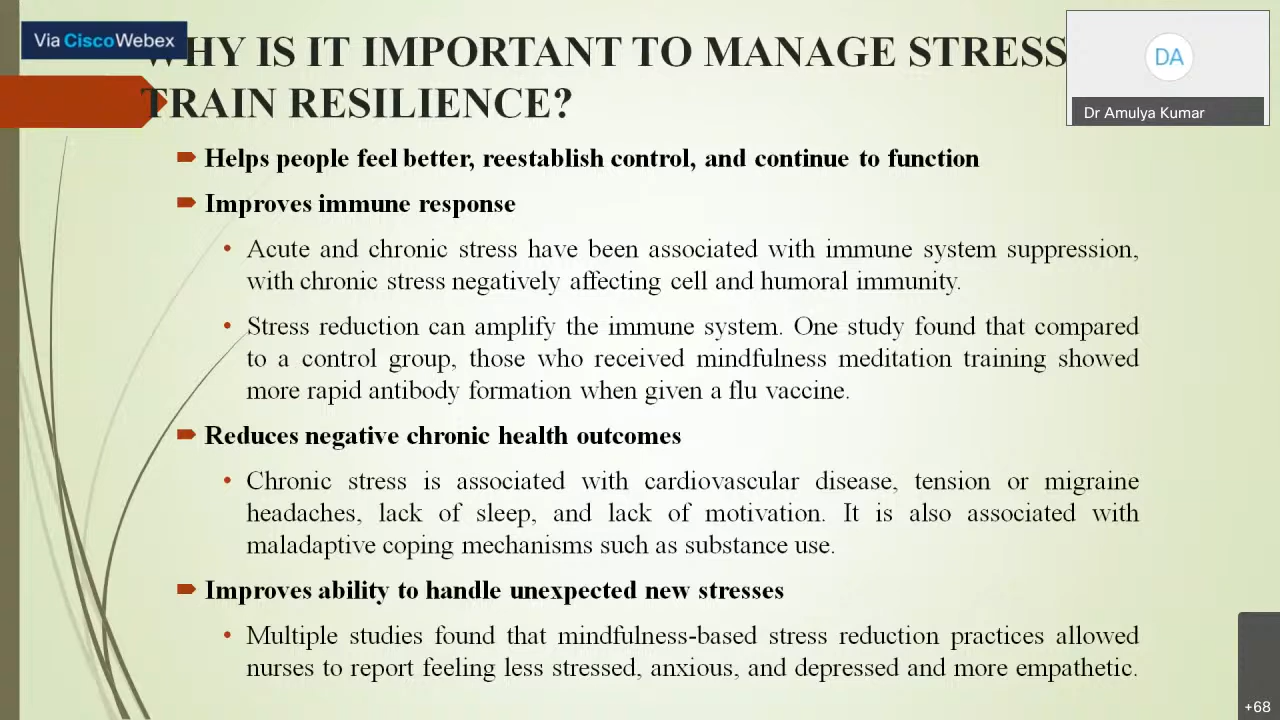 Via CiscoWebex
WHY IS IT IMPORTANT TO MANAGE STRESS
TRAIN RESILIENCE?
DA
Dr Amulya Kumar
Helps people feel better, reestablish control, and continue to function
Improves immune response
• Acute and chronic stress have been associated with immune system suppression,
with chronic stress negatively affecting cell and humoral immunity.
• Stress reduction can amplify the immune system. One study found that compared
to a control group, those who received mindfulness meditation training showed
more rapid antibody formation when given a flu vaccine.
Reduces negative chronic health outcomes
• Chronic stress is associated with cardiovascular disease, tension or migraine
headaches, lack of sleep, and lack of motivation. It is also associated with
maladaptive coping mechanisms such as substance use.
Improves ability to handle unexpected new stresses
• Multiple studies found that mindfulness-based stress reduction practices allowed
nurses to report feeling less stressed, anxious, and depressed and more empathetic.
+68